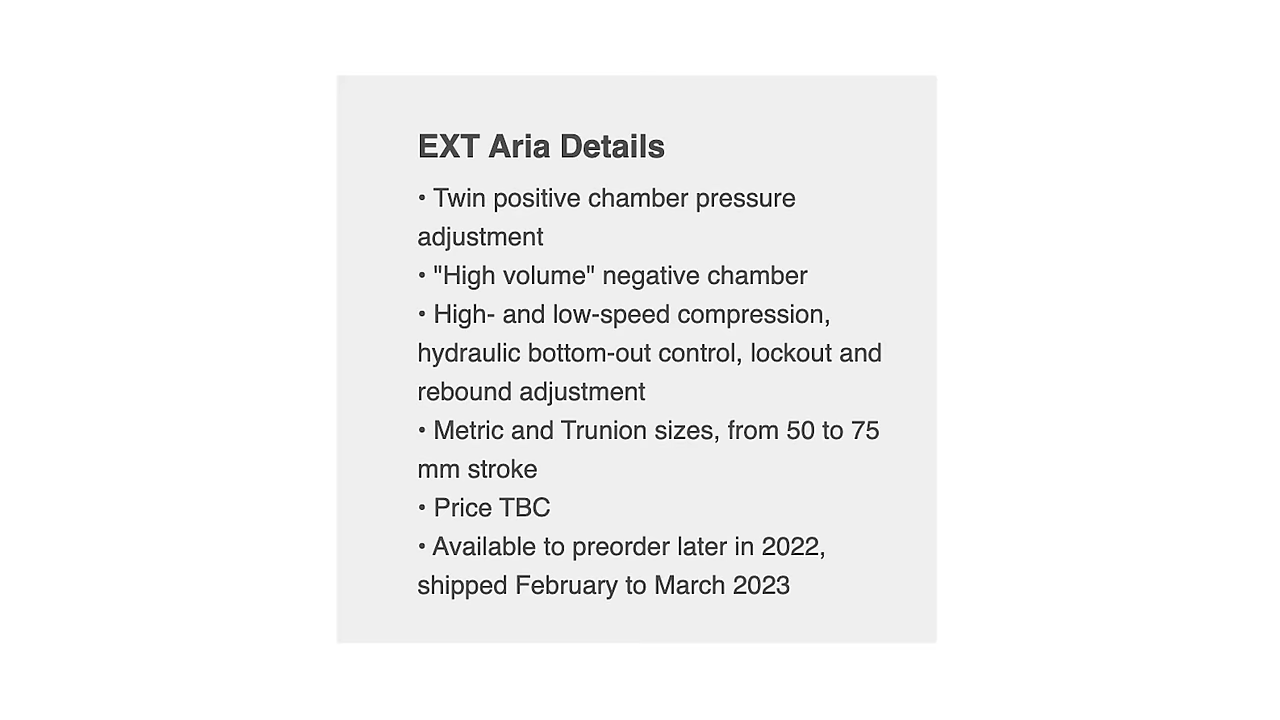 EXT Aria Details
• Twin positive chamber pressure
adjustment
• "High volume" negative chamber
• High- and low-speed compression,
hydraulic bottom-out control, lockout and
rebound adjustment
• Metric and Trunion sizes, from 50 to 75
mm stroke
• Price TBC
• Available to preorder later in 2022,
shipped February to March 2023